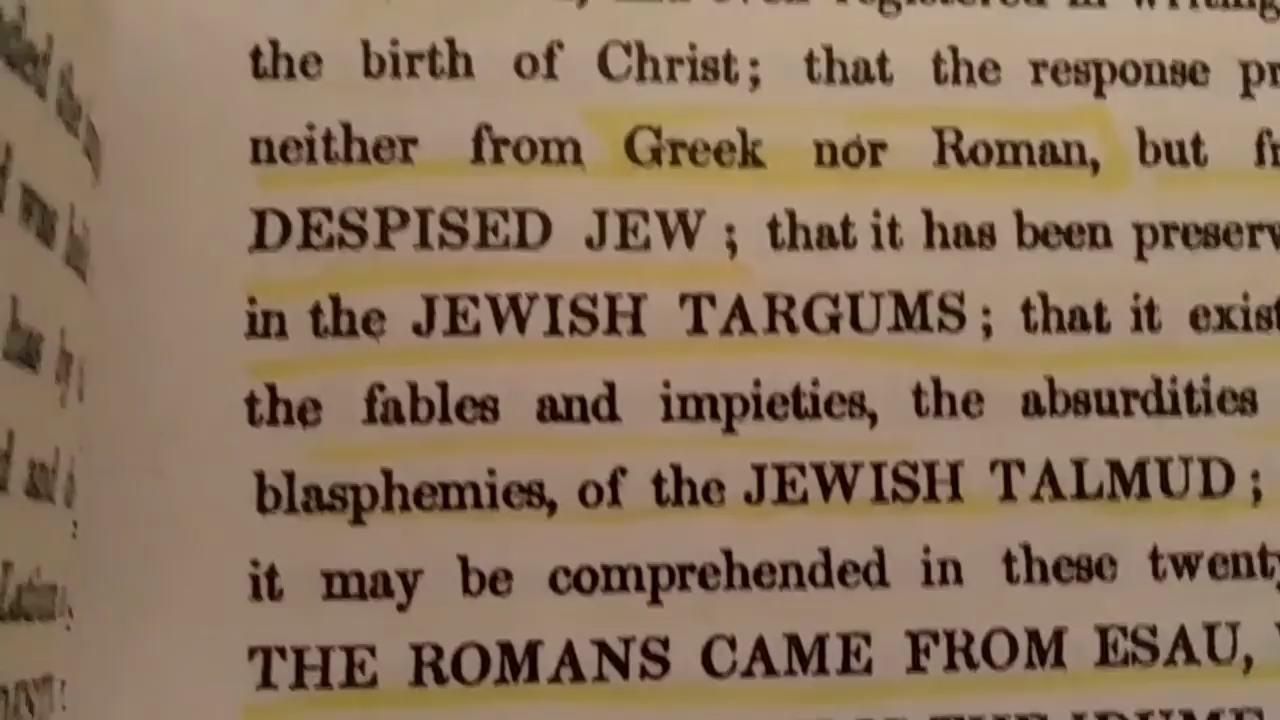 the birth of Christ; that the response
neither from Greek nor Roman, but
DESPISED JEW; that it has been
in the JEWISH TARGUMS; that it
the fables and impieties, the absurdities
blasphemies, of the JEWISH TALMUD;
it may be comprehended in these
THE ROMANS CAME FROM ESAU,